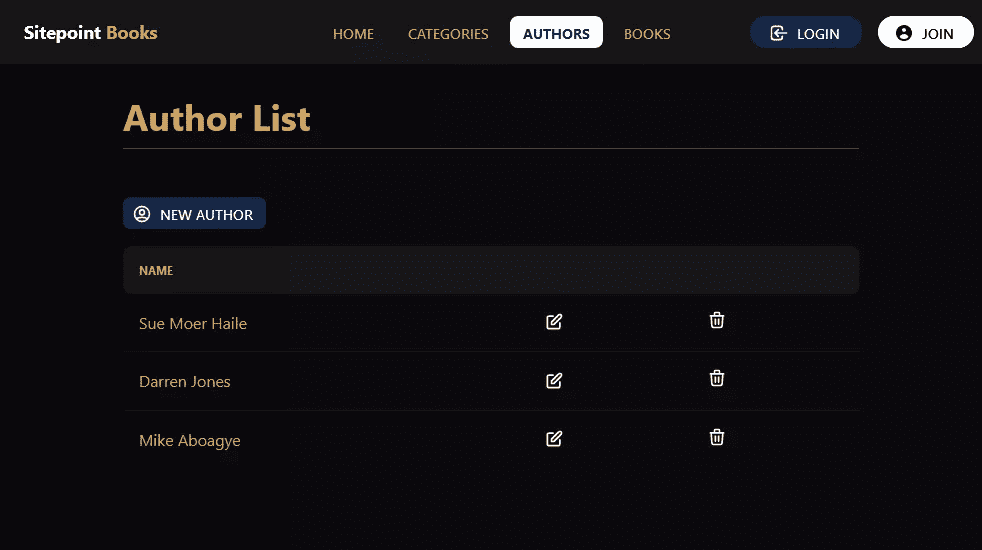 Sitepoint Books
HOME CATEGORIES AUTHORS BOOKS LOGIN JOIN
Author List
NEW AUTHOR
NAME
Sue Moer Haile
Darren Jones
Mike Aboagye